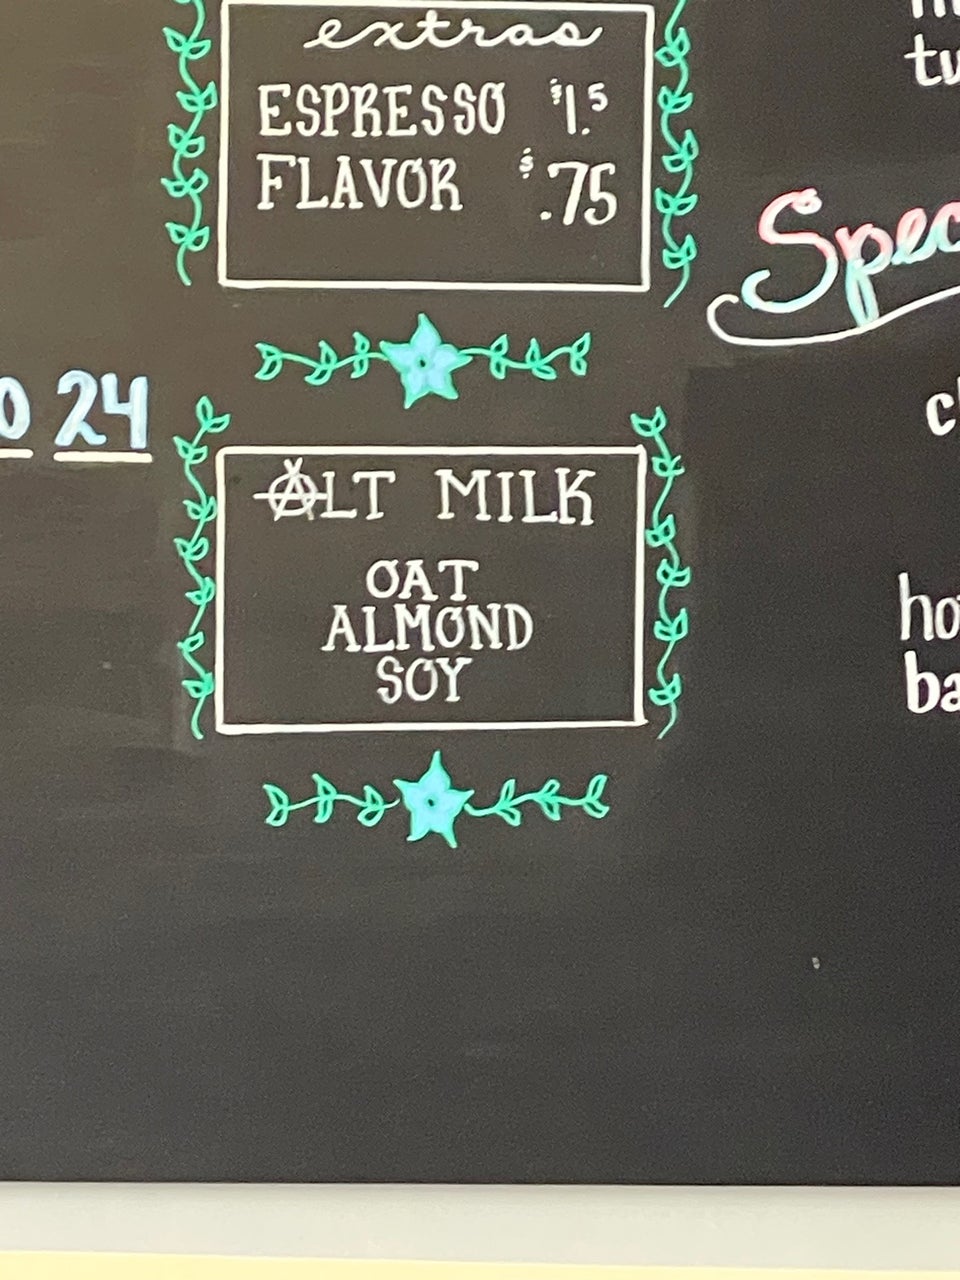 extras
ESPRESSO $1.5
FLAVOR $.75
24
ALT MILK
OAT
ALMOND
SOY